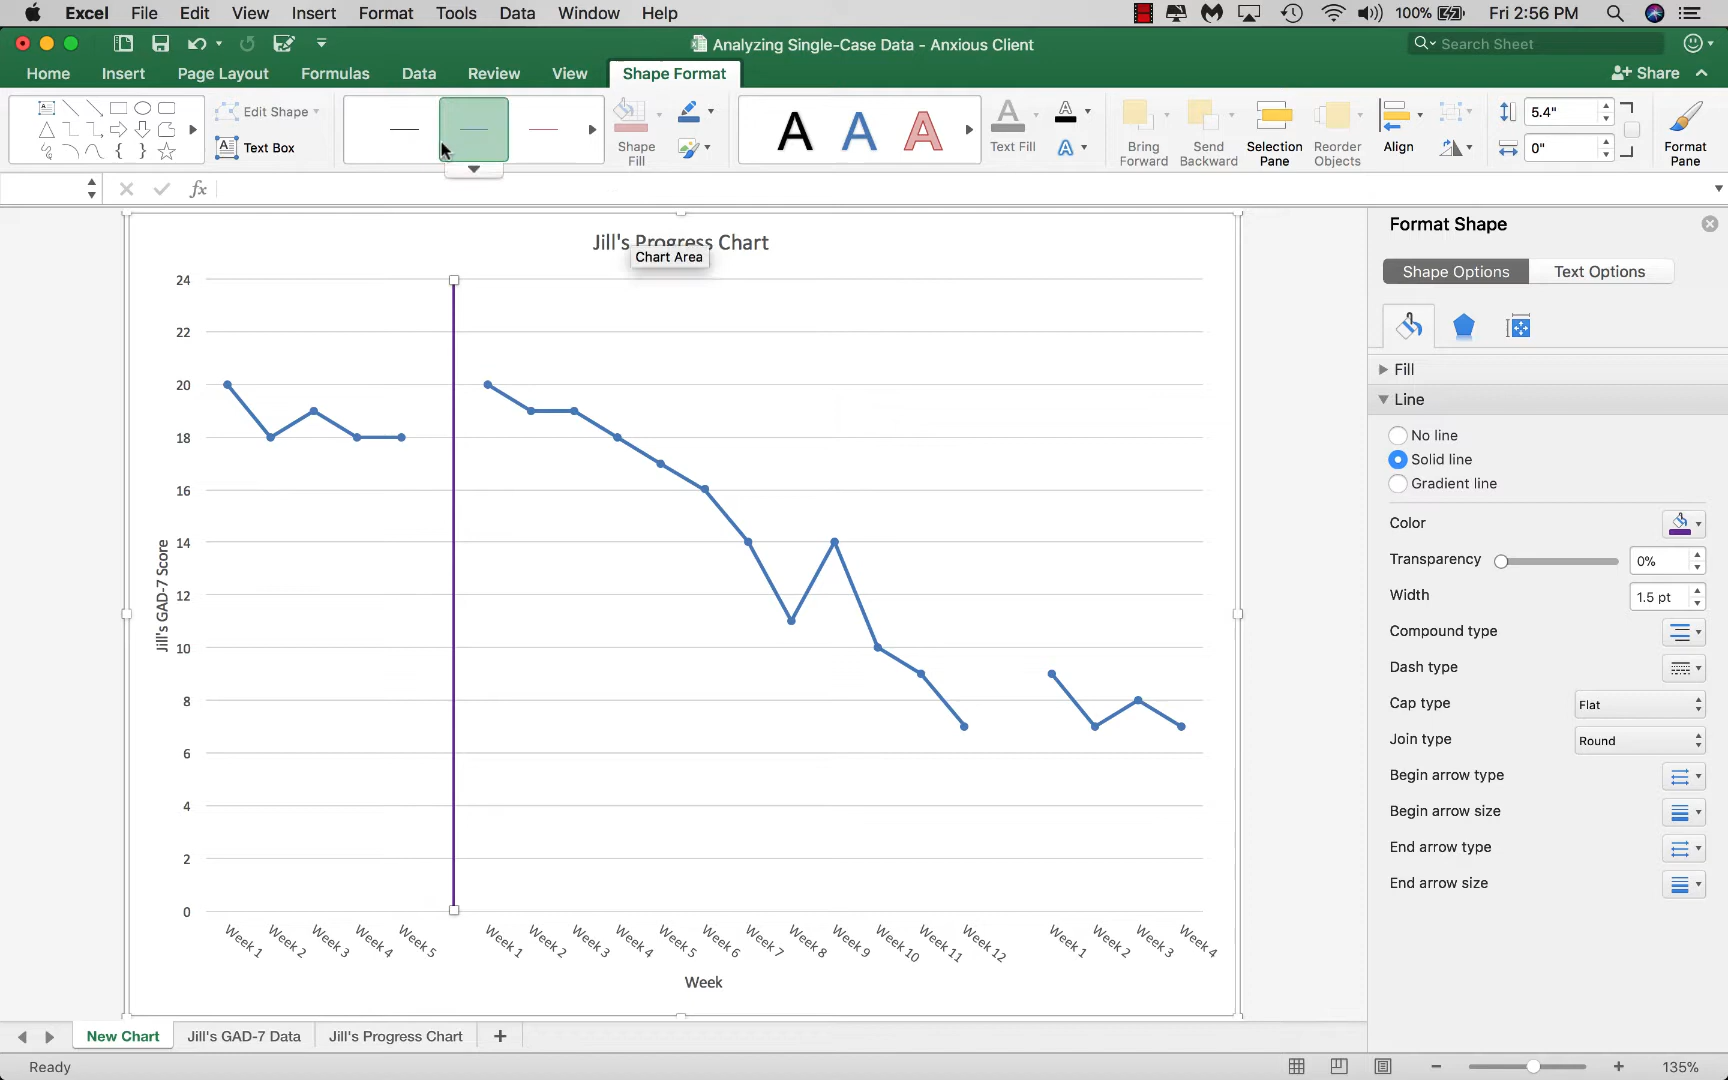 Excel File Edit View Insert Format Tools Data Window Help 100% Fri 2:56 PM
Analyzing Single-Case Data - Anxious Client
Search Sheet
Home Insert Page Layout Formulas Data Review View Shape Format Share
Edit Shape
Text Box
Shape Fill
Text Fill
Bring Forward
Send Backward
Selection Pane
Reorder Objects
Align
5.4"
0"
Format Pane
fx
Jill's Progress Chart
Chart Area
24
22
20
18
16
14
12
10
8
6
4
2
0
Jill's GAD-7 Score
Week 1 Week 2 Week 3 Week 4 Week 5 Week 1 Week 2 Week 3 Week 4 Week 5 Week 6 Week 7 Week 8 Week 9 Week 10 Week 11 Week 12 Week 1 Week 2 Week 3 Week 4
Week
Format Shape
Shape Options Text Options
Fill
Line
No line
Solid line
Gradient line
Color
Transparency 0%
Width 1.5 pt
Compound type
Dash type
Cap type Flat
Join type Round
Begin arrow type
Begin arrow size
End arrow type
End arrow size
New Chart Jill's GAD-7 Data Jill's Progress Chart +
Ready 135%